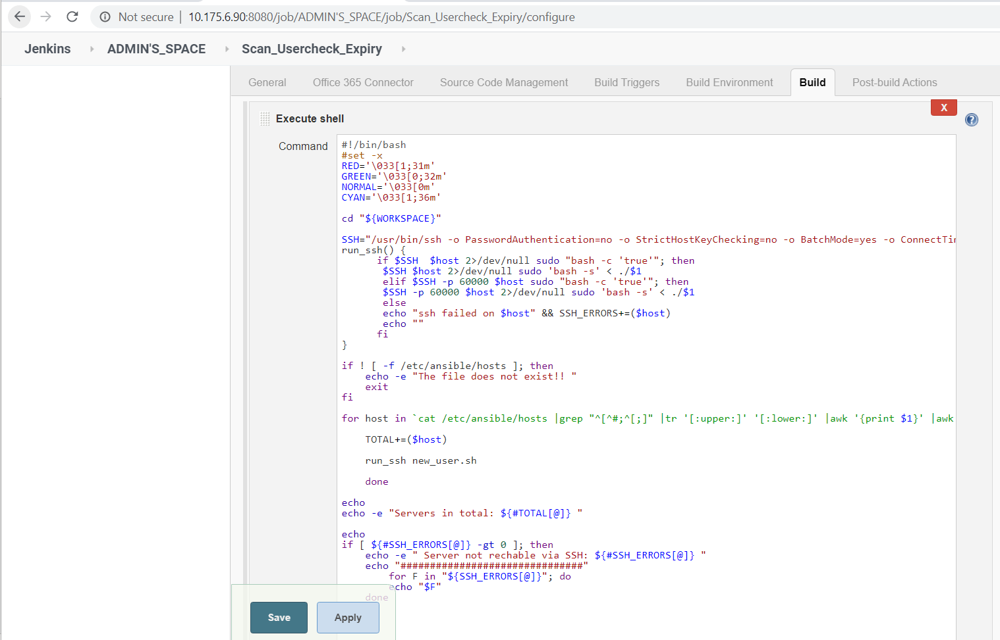 Not secure | 10.175.6.90:8080/job/ADMIN'S_SPACE/job/Scan_Usercheck_Expiry/configure
Jenkins ADMIN'S_SPACE Scan_Usercheck_Expiry
General Office 365 Connector Source Code Management Build Triggers Build Environment Build Post-build Actions
X
Execute shell
?
Command
#!/bin/bash
#set -x
RED='\033[1;31m'
GREEN='\033[0;32m'
NORMAL='\033[0m'
CYAN='\033[1;36m'
cd "${WORKSPACE}"
SSH="/usr/bin/ssh -o PasswordAuthentication=no -o StrictHostKeyChecking=no -o BatchMode=yes -o ConnectTi
run_ssh() {
if $SSH  $host 2>/dev/null sudo "bash -c 'true'"; then
$SSH $host 2>/dev/null sudo 'bash -s' < ./$1
elif $SSH -p 60000 $host sudo "bash -c 'true'"; then
$SSH -p 60000 $host 2>/dev/null sudo 'bash -s' < ./$1
else
echo "ssh failed on $host" && SSH_ERRORS+=($host)
echo ""
fi
}
if ! [ -f /etc/ansible/hosts ]; then
echo -e "The file does not exist!! "
exit
fi
for host in `cat /etc/ansible/hosts |grep "^[^#;^[;]" |tr '[:upper:]' '[:lower:]' |awk '{print $1}' |awk
TOTAL+=($host)
run_ssh new_user.sh
done
echo
echo -e "Servers in total: ${#TOTAL[@]} "
echo
if [ ${#SSH_ERRORS[@]} -gt 0 ]; then
echo -e " Server not rechable via SSH: ${#SSH_ERRORS[@]} "
echo "###############################"
for F in "${SSH_ERRORS[@]}"; do
echo "$F"
done
Save Apply